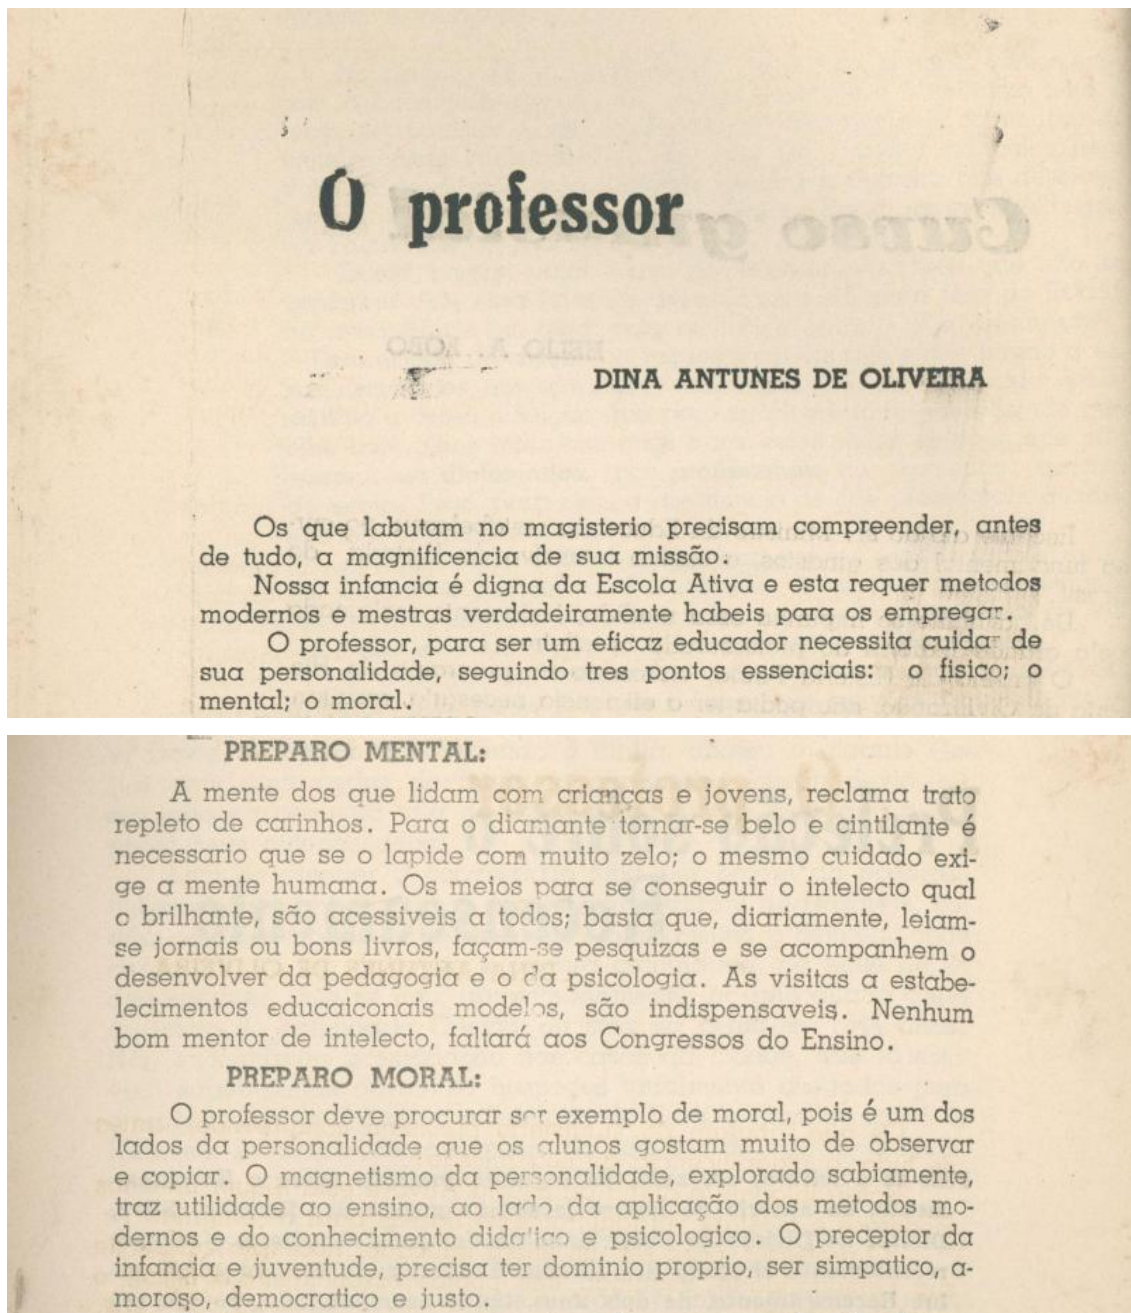 O professor
DINA ANTUNES DE OLIVEIRA
Os que labutam no magisterio precisam compreender, antes
de tudo, a magnificencia de sua missão.
Nossa infancia é digna da Escola Ativa e esta requer metodos
modernos e mestras verdadeiramente habeis para os empregar.
O professor, para ser um eficaz educador necessita cuidar de
sua personalidade, seguindo tres pontos essenciais: o fisico; o
mental; o moral.
PREPARO MENTAL:
A mente dos que lidam com crianças e jovens, reclama trato
repleto de carinhos. Para o diamante tornar-se belo e cintilante é
necessario que se o lapide com muito zelo; o mesmo cuidado exi-
ge a mente humana. Os meios para se conseguir o intelecto qual
o brilhante, são acessiveis a todos; basta que, diariamente, leiam-
se jornais ou bons livros, façam-se pesquizas e se acompanhem o
desenvolver da pedagogia e o da psicologia. As visitas a estabe-
lecimentos educaiconais modelos, são indispensaveis. Nenhum
bom mentor de intelecto, faltará aos Congressos do Ensino.
PREPARO MORAL:
O professor deve procurar ser exemplo de moral, pois é um dos
lados da personalidade que os alunos gostam muito de observar
e copiar. O magnetismo da personalidade, explorado sabiamente,
traz utilidade ao ensino, ao lado da aplicação dos metodos mo-
dernos e do conhecimento didatico e psicologico. O preceptor da
infancia e juventude, precisa ter dominio proprio, ser simpatico, a-
moroso, democratico e justo.